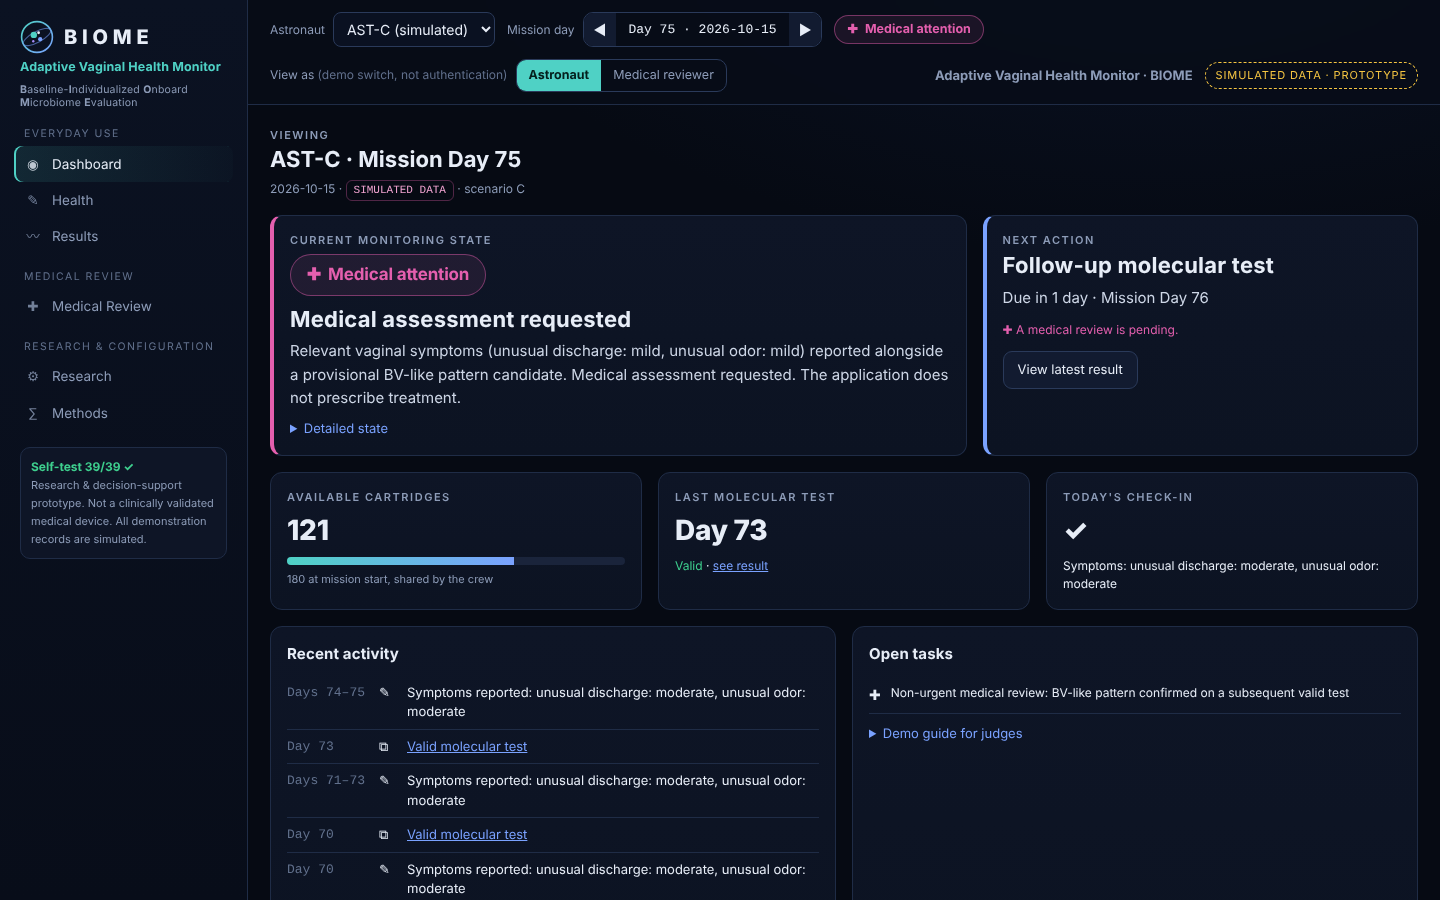 BIOME
Adaptive Vaginal Health Monitor
Baseline-Individualized Onboard
Microbiome Evaluation
EVERYDAY USE
Dashboard
Health
Results
MEDICAL REVIEW
Medical Review
RESEARCH & CONFIGURATION
Research
Methods
Self-test 39/39 ✓
Research & decision-support
prototype. Not a clinically validated
medical device. All demonstration
records are simulated.
Astronaut AST-C (simulated) Mission day ◀ Day 75 · 2026-10-15 ▶ ✚ Medical attention
View as (demo switch, not authentication) Astronaut Medical reviewer Adaptive Vaginal Health Monitor · BIOME SIMULATED DATA · PROTOTYPE
VIEWING
AST-C · Mission Day 75
2026-10-15 · SIMULATED DATA · scenario C
CURRENT MONITORING STATE
✚ Medical attention
Medical assessment requested
Relevant vaginal symptoms (unusual discharge: mild, unusual odor: mild) reported alongside
a provisional BV-like pattern candidate. Medical assessment requested. The application does
not prescribe treatment.
▶ Detailed state
NEXT ACTION
Follow-up molecular test
Due in 1 day · Mission Day 76
✚ A medical review is pending.
View latest result
AVAILABLE CARTRIDGES
121
180 at mission start, shared by the crew
LAST MOLECULAR TEST
Day 73
Valid · see result
TODAY'S CHECK-IN
✓
Symptoms: unusual discharge: moderate, unusual odor:
moderate
Recent activity
Days 74–75 ✎ Symptoms reported: unusual discharge: moderate, unusual odor:
moderate
Day 73 Valid molecular test
Days 71–73 ✎ Symptoms reported: unusual discharge: moderate, unusual odor:
moderate
Day 70 Valid molecular test
Day 70 ✎ Symptoms reported: unusual discharge: moderate, unusual odor:
moderate
Open tasks
✚ Non-urgent medical review: BV-like pattern confirmed on a subsequent valid test
▶ Demo guide for judges